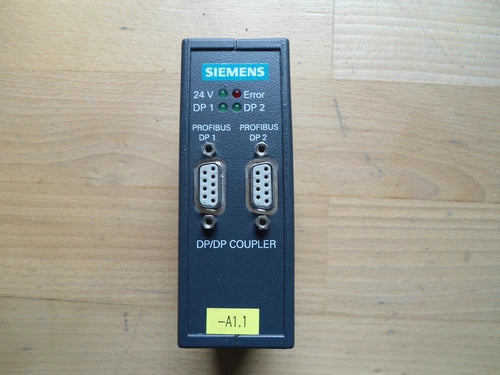 SIEMENS
24 V Error
DP 1 DP 2
PROFIBUS PROFIBUS
DP 1 DP 2
DP/DP COUPLER
-A1.1